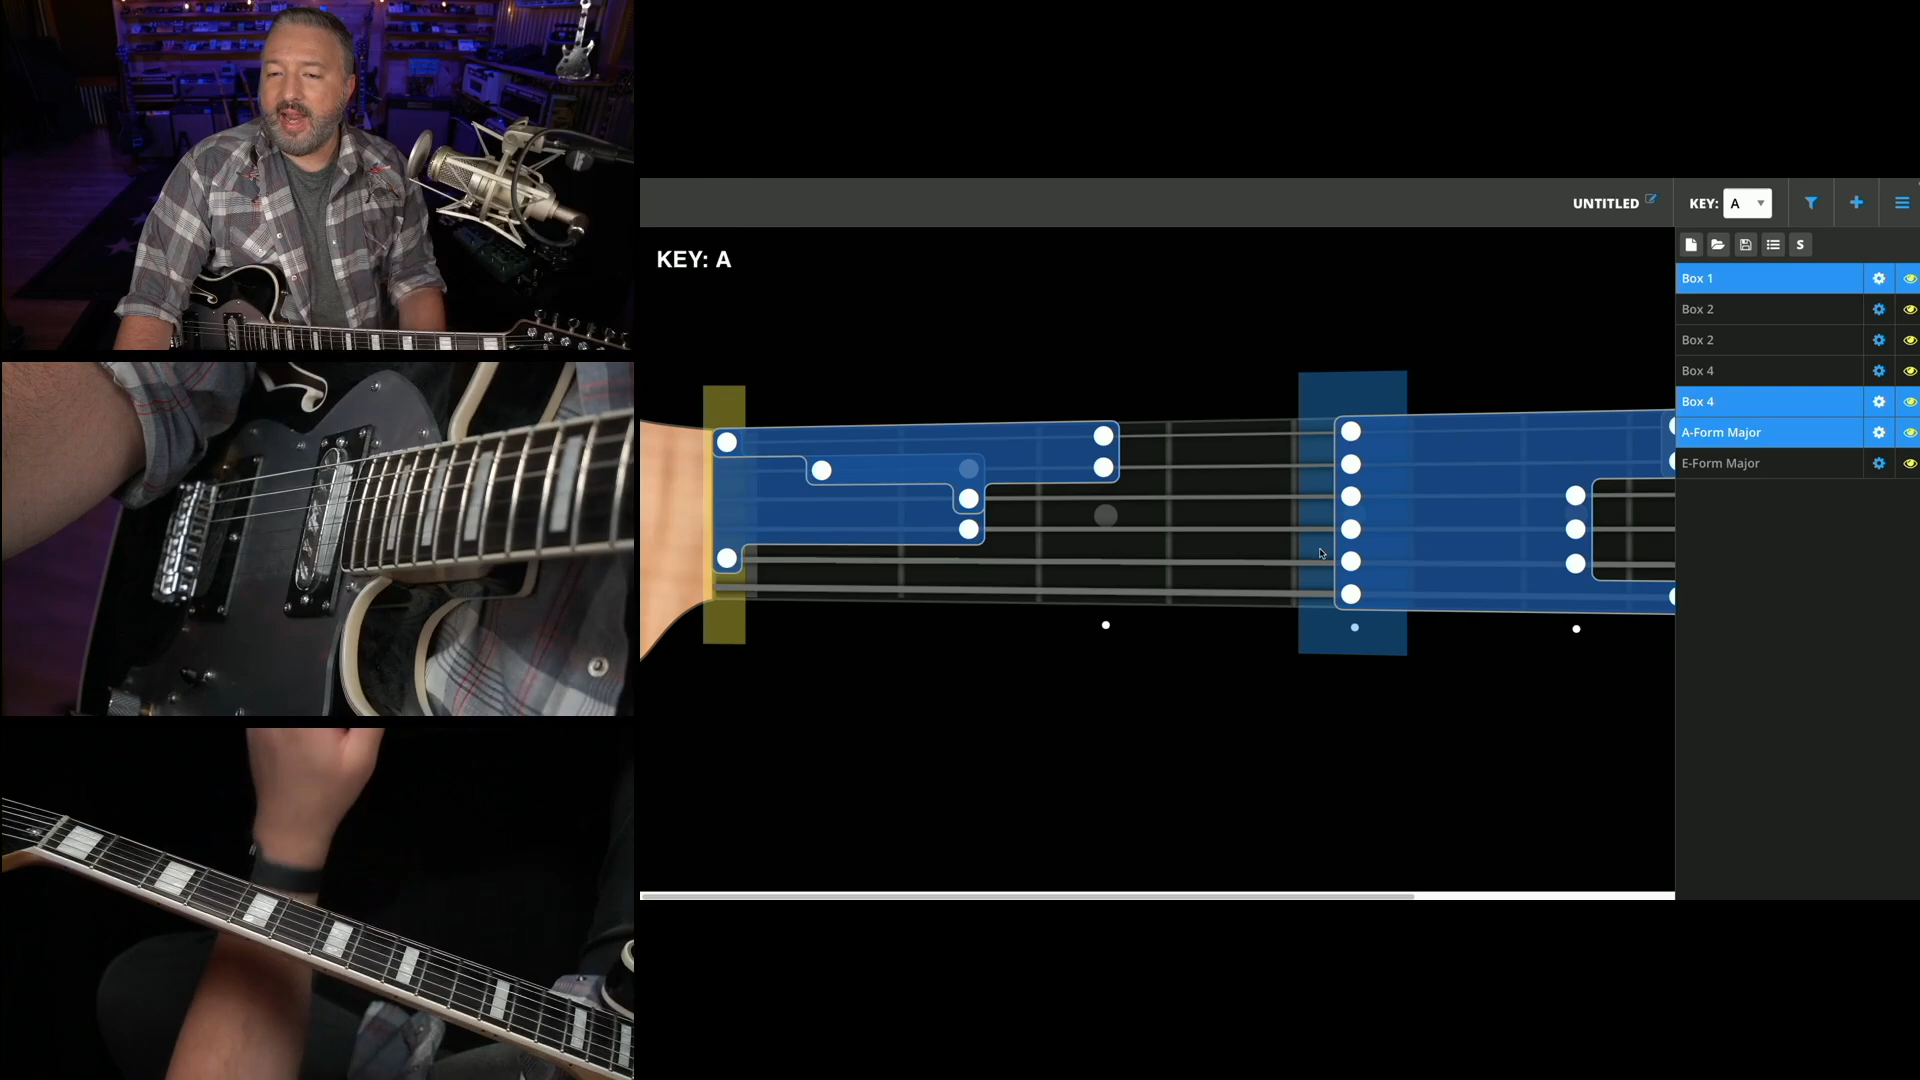 UNTITLED
KEY: A
KEY: A
S
Box 1
Box 2
Box 2
Box 4
Box 4
A-Form Major
E-Form Major